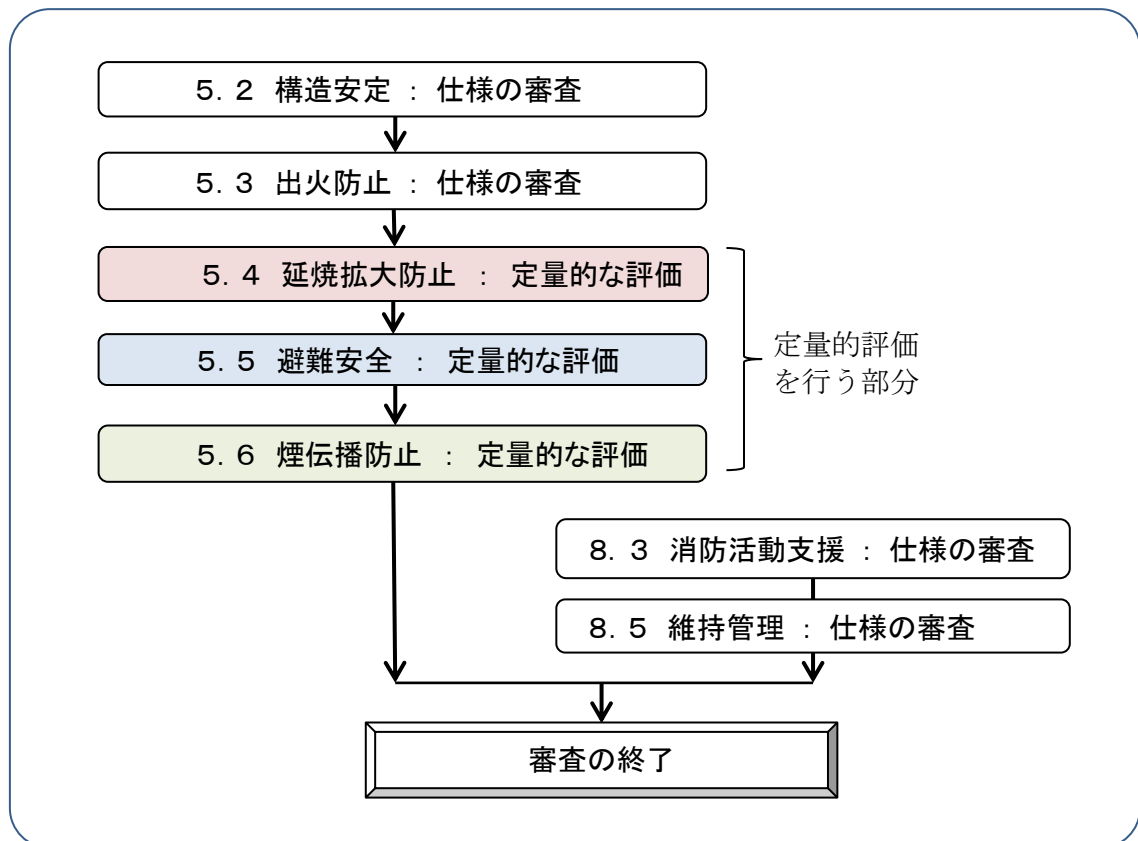 ５．２ 構造安定 ： 仕様の審査
５．３ 出火防止 ： 仕様の審査
５．４ 延焼拡大防止 ： 定量的な評価
５．５ 避難安全 ： 定量的な評価
５．６ 煙伝播防止 ： 定量的な評価
定量的評価
を行う部分
８．３ 消防活動支援 ： 仕様の審査
８．５ 維持管理 ： 仕様の審査
審査の終了